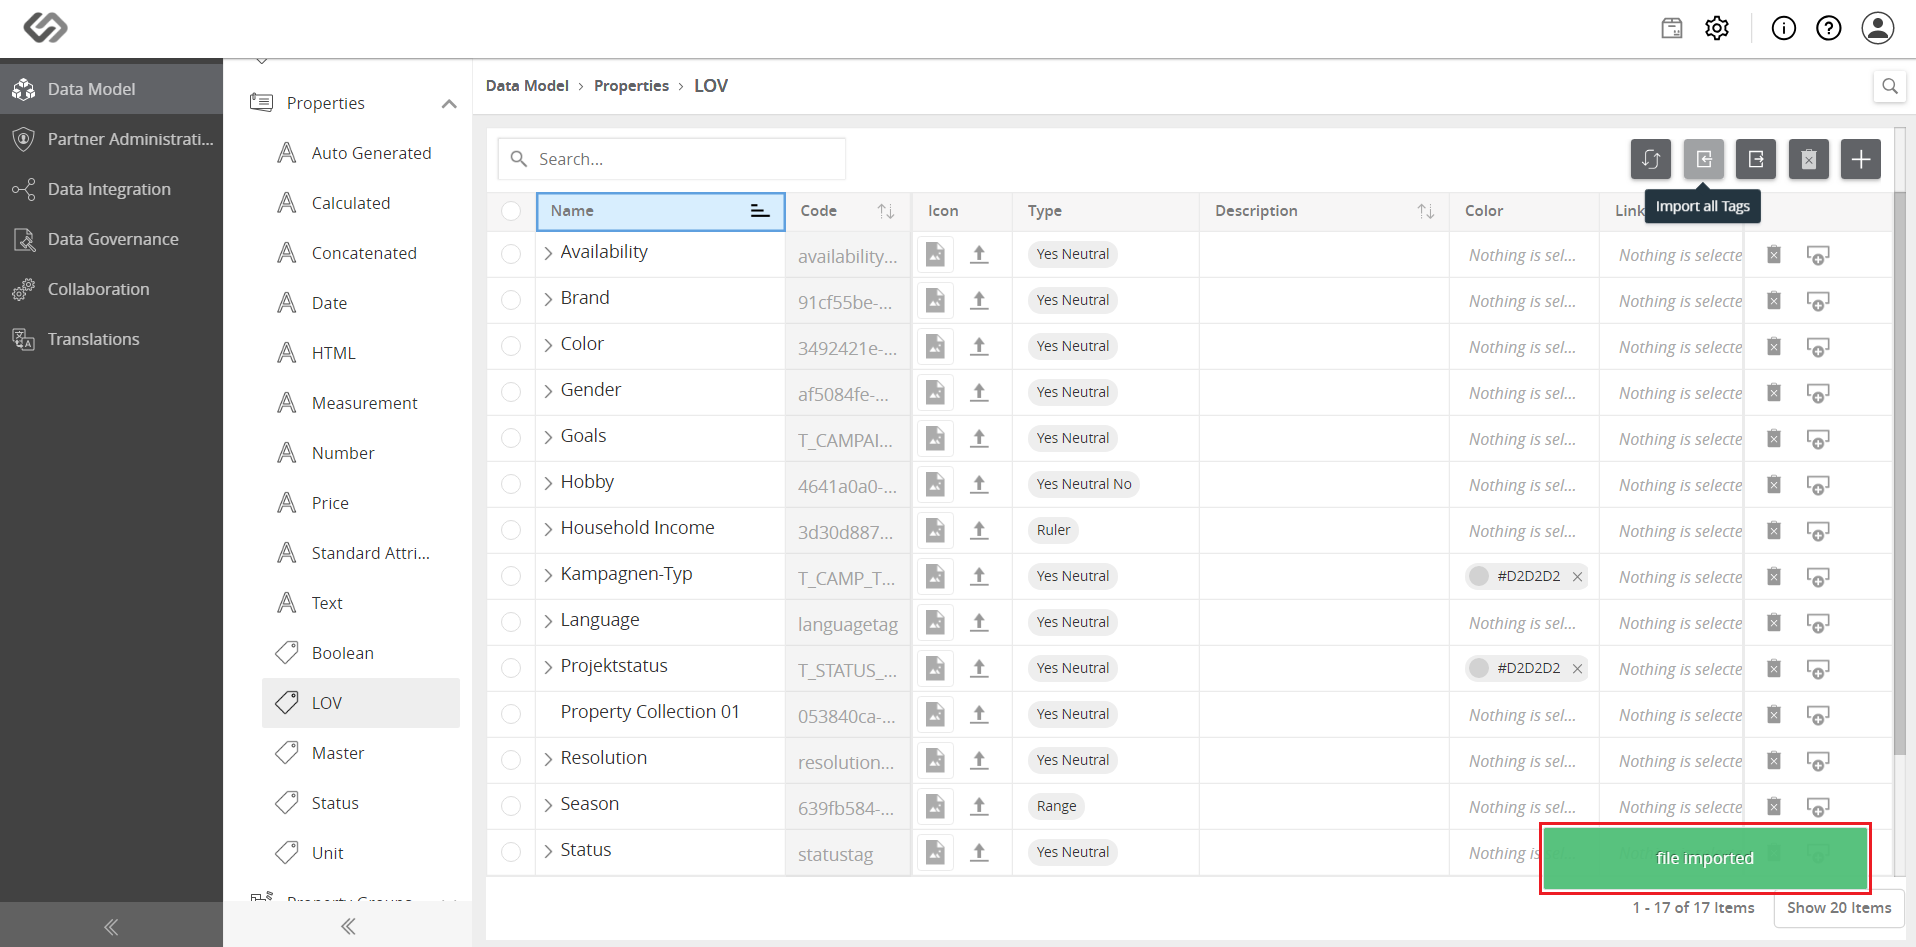 Data Model
Partner Administrati...
Data Integration
Data Governance
Collaboration
Translations
Properties
Auto Generated
Calculated
Concatenated
Date
HTML
Measurement
Number
Price
Standard Attri...
Text
Boolean
LOV
Master
Status
Unit
Property Groups
Data Model > Properties > LOV
Search...
Import all Tags
Name Code Icon Type Description Color Link
Availability availability... Yes Neutral Nothing is sel... Nothing is selecte
Brand 91cf55be-... Yes Neutral Nothing is sel... Nothing is selecte
Color 3492421e-... Yes Neutral Nothing is sel... Nothing is selecte
Gender af5084fe-... Yes Neutral Nothing is sel... Nothing is selecte
Goals T_CAMPAI... Yes Neutral Nothing is sel... Nothing is selecte
Hobby 4641a0a0-... Yes Neutral No Nothing is sel... Nothing is selecte
Household Income 3d30d887... Ruler Nothing is sel... Nothing is selecte
Kampagnen-Typ T_CAMP_T... Yes Neutral #D2D2D2 Nothing is selecte
Language languagetag Yes Neutral Nothing is sel... Nothing is selecte
Projektstatus T_STATUS_... Yes Neutral #D2D2D2 Nothing is selecte
Property Collection 01 053840ca-... Yes Neutral Nothing is sel... Nothing is selecte
Resolution resolution... Yes Neutral Nothing is sel... Nothing is selecte
Season 639fb584-... Range Nothing is sel... Nothing is selecte
Status statustag Yes Neutral Nothing is
file imported
1 - 17 of 17 Items
Show 20 Items